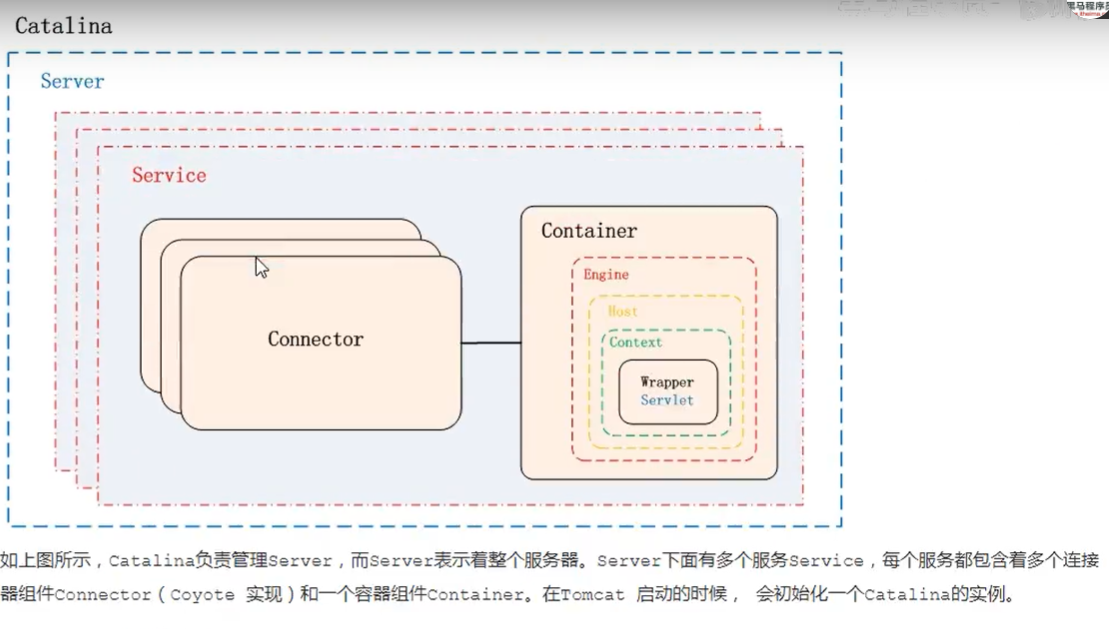 Catalina
Server
Service
Connector
Container
Engine
Host
Context
Wrapper
Servlet
如上图所示，Catalina负责管理Server，而Server表示着整个服务器。Server下面有多个服务Service，每个服务都包含着多个连接
器组件Connector（Coyote 实现）和一个容器组件Container。在Tomcat 启动的时候， 会初始化一个Catalina的实例。